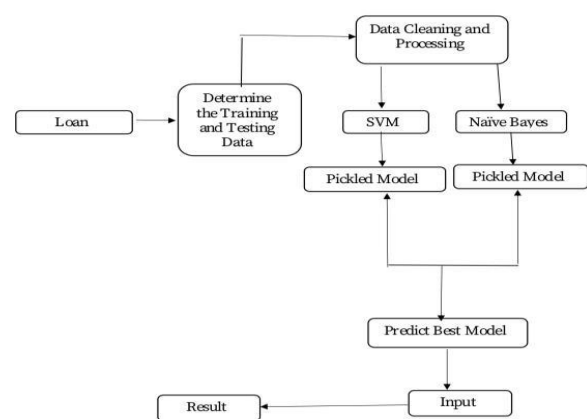 Data Cleaning and
Processing
Determine
the Training
and Testing
Data
Loan
SVM
Naïve Bayes
Pickled Model
Pickled Model
Predict Best Model
Input
Result